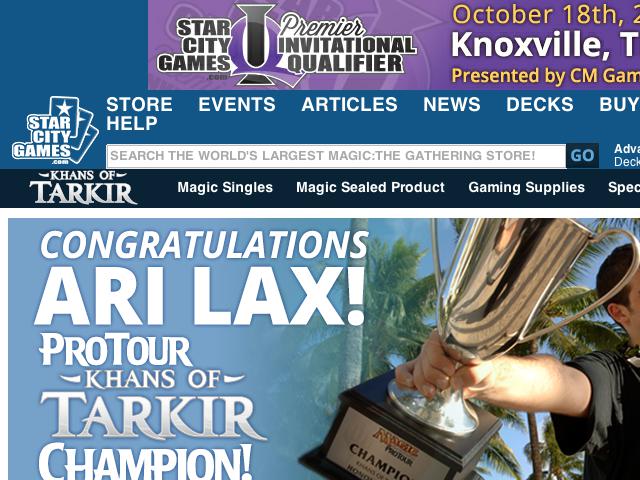 STAR CITY GAMES .com
Premier INVITATIONAL QUALIFIER
October 18th, 2
Knoxville, T
Presented by CM Gam
STORE EVENTS ARTICLES NEWS DECKS BUY
HELP
STAR CITY GAMES .com
SEARCH THE WORLD'S LARGEST MAGIC:THE GATHERING STORE! GO
Adva
Deck
KHANS OF
TARKIR
Magic Singles Magic Sealed Product Gaming Supplies Spec
CONGRATULATIONS
ARI LAX!
PROTOUR
KHANS OF
TARKIR
CHAMPION!
MAGIC
PROTOUR
CHAMPIO
KHANS OF